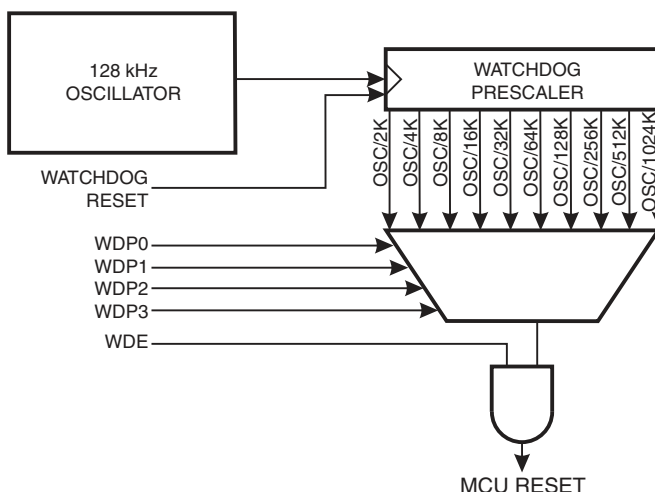 128 kHz
OSCILLATOR
WATCHDOG
PRESCALER
OSC/2K
OSC/4K
OSC/8K
OSC/16K
OSC/32K
OSC/64K
OSC/128K
OSC/256K
OSC/512K
OSC/1024K
WATCHDOG
RESET
WDP0
WDP1
WDP2
WDP3
WDE
MCU RESET